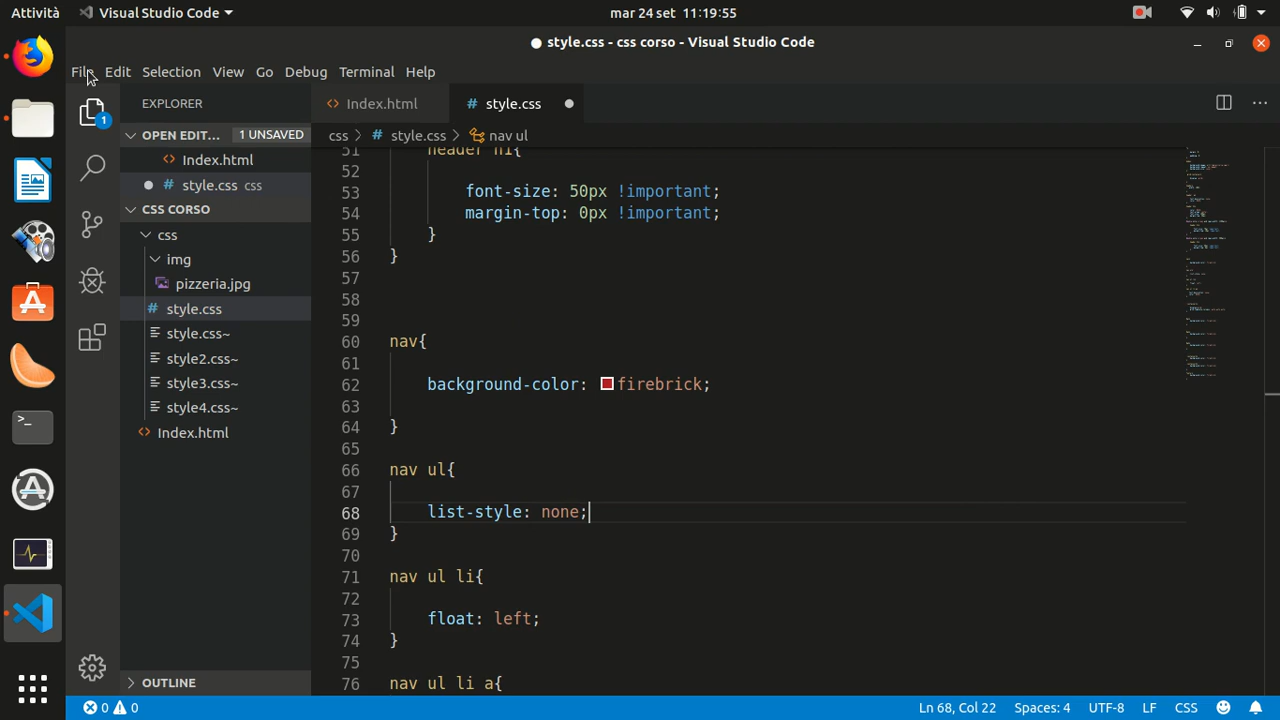 Attività Visual Studio Code mar 24 set 11:19:55
style.css - css corso - Visual Studio Code
File Edit Selection View Go Debug Terminal Help
EXPLORER
OPEN EDIT... 1 UNSAVED
Index.html
style.css css
CSS CORSO
css
img
pizzeria.jpg
style.css
style.css~
style2.css~
style3.css~
style4.css~
Index.html
OUTLINE
Index.html style.css
css style.css nav ul
51 header h1{
52
53 font-size: 50px !important;
54 margin-top: 0px !important;
55 }
56 }
57
58
59
60 nav{
61
62 background-color: firebrick;
63
64 }
65
66 nav ul{
67
68 list-style: none;
69 }
70
71 nav ul li{
72
73 float: left;
74 }
75
76 nav ul li a{
0 0 Ln 68, Col 22 Spaces: 4 UTF-8 LF CSS